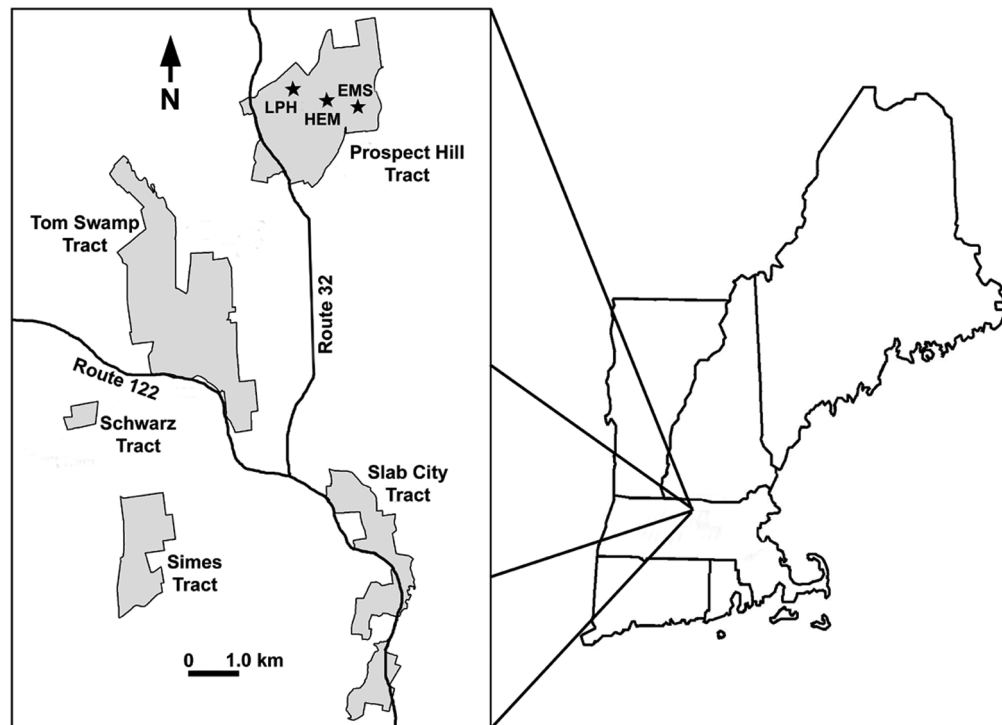 N
LPH
HEM
EMS
Prospect Hill
Tract
Tom Swamp
Tract
Route 32
Route 122
Schwarz
Tract
Slab City
Tract
Simes
Tract
0 1.0 km